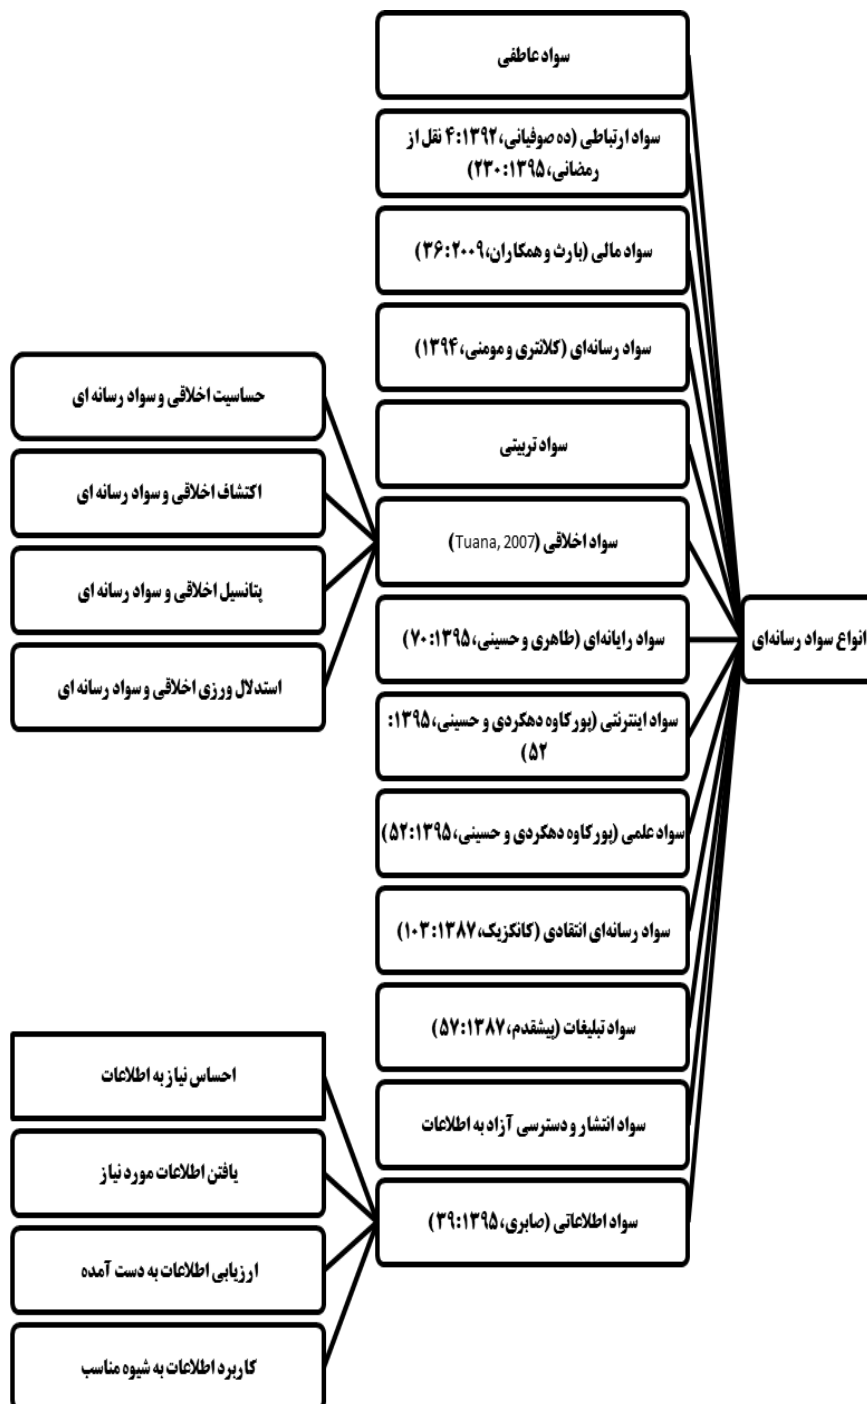 انواع سواد رسانه‌ای
سواد عاطفی
سواد ارتباطی (ده صوفیانی، ۱۳۹۲: ۴ نقل از
رمضانی، ۱۳۹۵: ۲۳۰)
سواد مالی (بارث و همکاران، ۲۰۰۹: ۳۶)
سواد رسانه‌ای (کلانتری و مومنی، ۱۳۹۴)
سواد تربیتی
سواد اخلاقی (Tuana, 2007)
حساسیت اخلاقی و سواد رسانه ای
اکتشاف اخلاقی و سواد رسانه ای
پتانسیل اخلاقی و سواد رسانه ای
استدلال ورزی اخلاقی و سواد رسانه ای
سواد رایانه‌ای (طاهری و حسینی، ۱۳۹۵: ۷۰)
سواد اینترنتی (پورکاوه دهکردی و حسینی، ۱۳۹۵:
۵۲)
سواد علمی (پورکاوه دهکردی و حسینی، ۱۳۹۵: ۵۲)
سواد رسانه‌ای انتقادی (کانکزیک، ۱۳۸۷: ۱۰۳)
سواد تبلیغات (پیشقدم، ۱۳۸۷: ۵۷)
سواد انتشار و دسترسی آزاد به اطلاعات
سواد اطلاعاتی (صابری، ۱۳۹۵: ۳۹)
احساس نیاز به اطلاعات
یافتن اطلاعات مورد نیاز
ارزیابی اطلاعات به دست آمده
کاربرد اطلاعات به شیوه مناسب